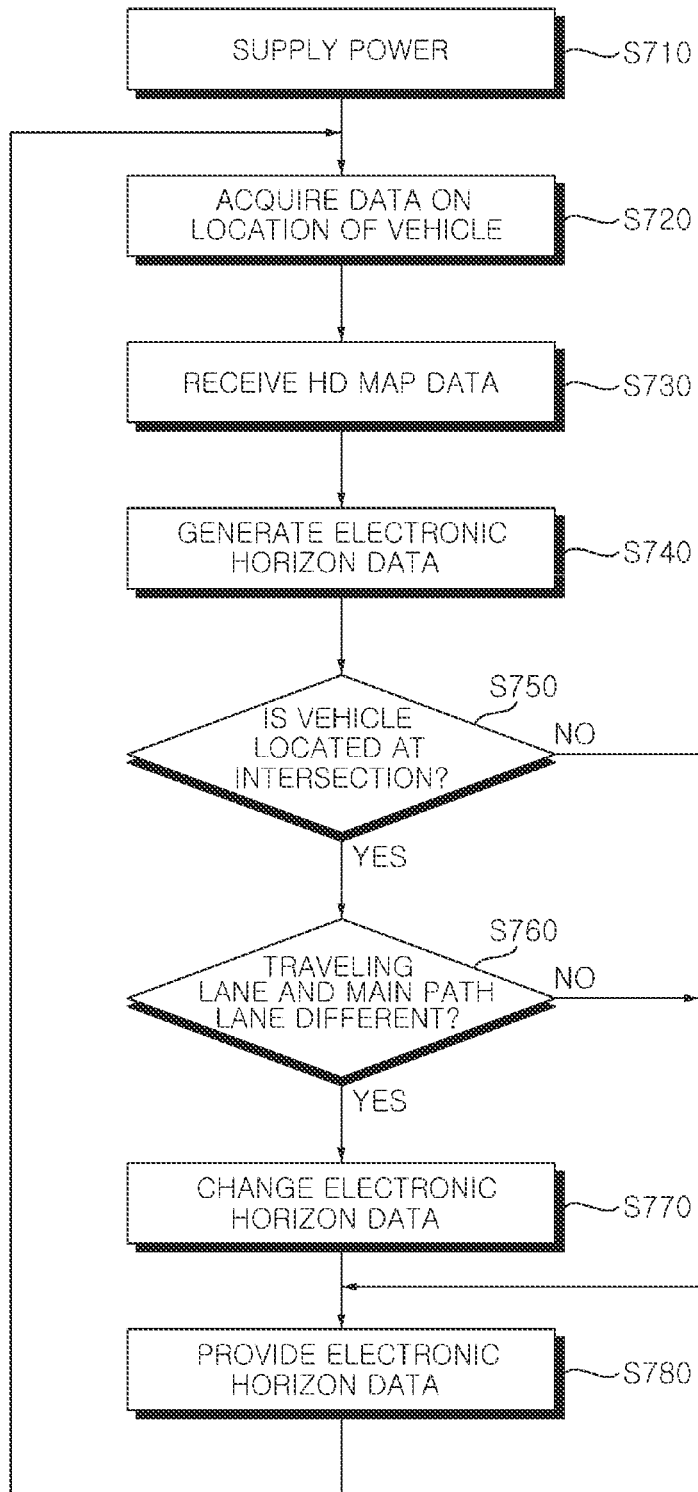 SUPPLY POWER
S710
ACQUIRE DATA ON
LOCATION OF VEHICLE
S720
RECEIVE HD MAP DATA
S730
GENERATE ELECTRONIC
HORIZON DATA
S740
S750
IS VEHICLE
LOCATED AT
INTERSECTION?
NO
YES
S760
TRAVELING
LANE AND MAIN PATH
LANE DIFFERENT?
NO
YES
CHANGE ELECTRONIC
HORIZON DATA
S770
PROVIDE ELECTRONIC
HORIZON DATA
S780